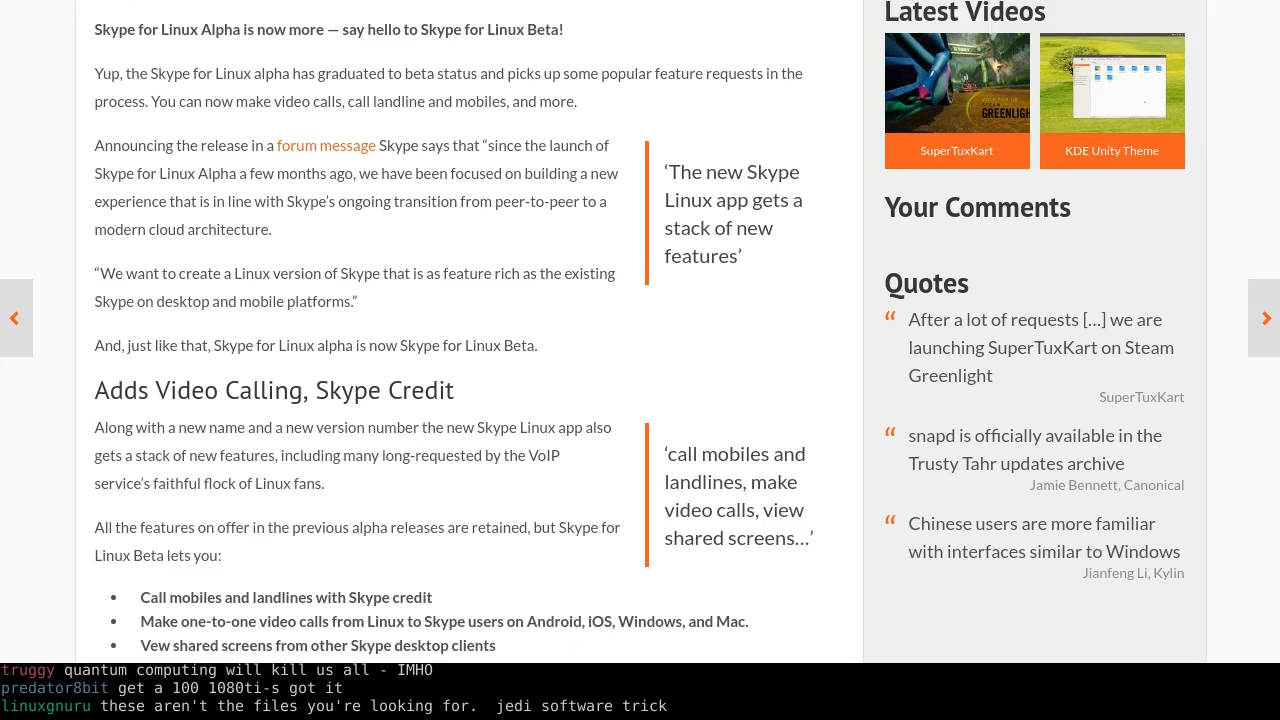 Skype for Linux Alpha is now more — say hello to Skype for Linux Beta!
Yup, the Skype for Linux alpha has graduated to beta status and picks up some popular feature requests in the
process. You can now make video calls, call landline and mobiles, and more.
Announcing the release in a forum message Skype says that “since the launch of
Skype for Linux Alpha a few months ago, we have been focused on building a new
experience that is in line with Skype’s ongoing transition from peer-to-peer to a
modern cloud architecture.
‘The new Skype
Linux app gets a
stack of new
features’
“We want to create a Linux version of Skype that is as feature rich as the existing
Skype on desktop and mobile platforms.”
And, just like that, Skype for Linux alpha is now Skype for Linux Beta.
Adds Video Calling, Skype Credit
Along with a new name and a new version number the new Skype Linux app also
gets a stack of new features, including many long-requested by the VoIP
service’s faithful flock of Linux fans.
‘call mobiles and
landlines, make
video calls, view
shared screens…’
All the features on offer in the previous alpha releases are retained, but Skype for
Linux Beta lets you:
• Call mobiles and landlines with Skype credit
• Make one-to-one video calls from Linux to Skype users on Android, iOS, Windows, and Mac.
• Vew shared screens from other Skype desktop clients
Latest Videos
GREENLIGH
SuperTuxKart
KDE Unity Theme
Your Comments
Quotes
“ After a lot of requests […] we are
launching SuperTuxKart on Steam
Greenlight
SuperTuxKart
“ snapd is officially available in the
Trusty Tahr updates archive
Jamie Bennett, Canonical
“ Chinese users are more familiar
with interfaces similar to Windows
Jianfeng Li, Kylin
truggy quantum computing will kill us all - IMHO
predator8bit get a 100 1080ti-s got it
linuxgnuru these aren't the files you're looking for.  jedi software trick